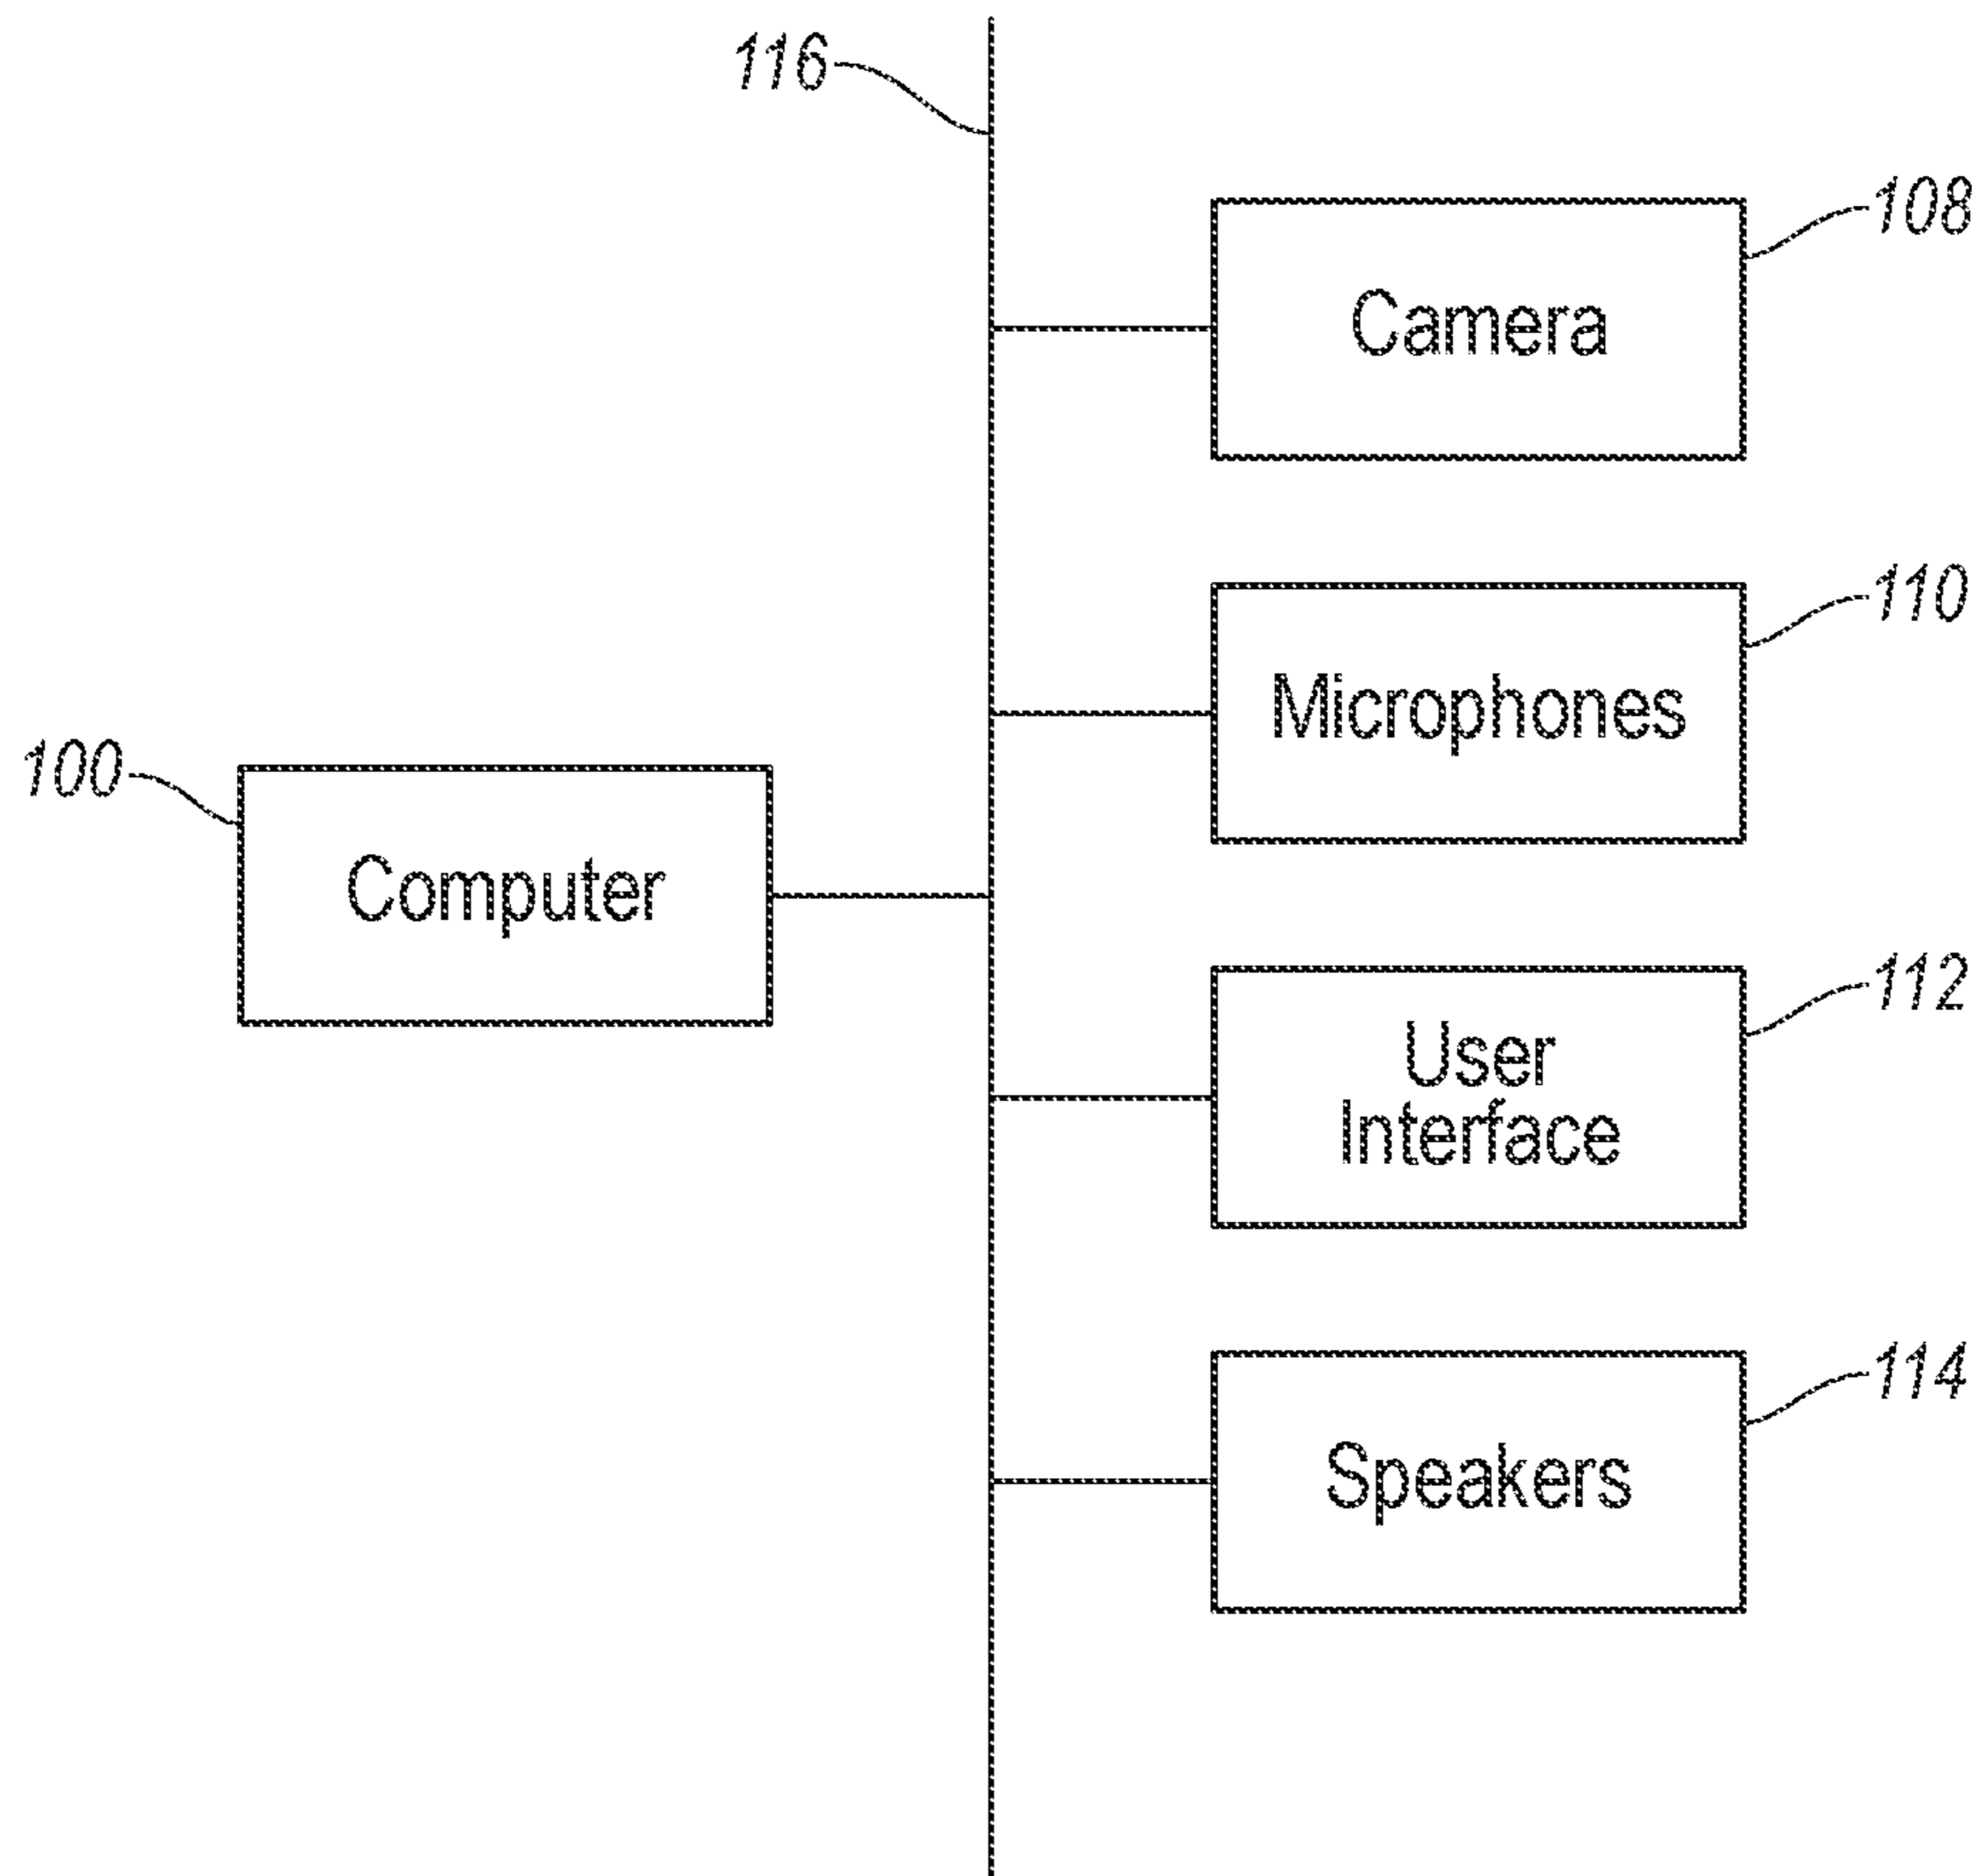 116
108
Camera
110
Microphones
100
Computer
112
User
Interface
114
Speakers